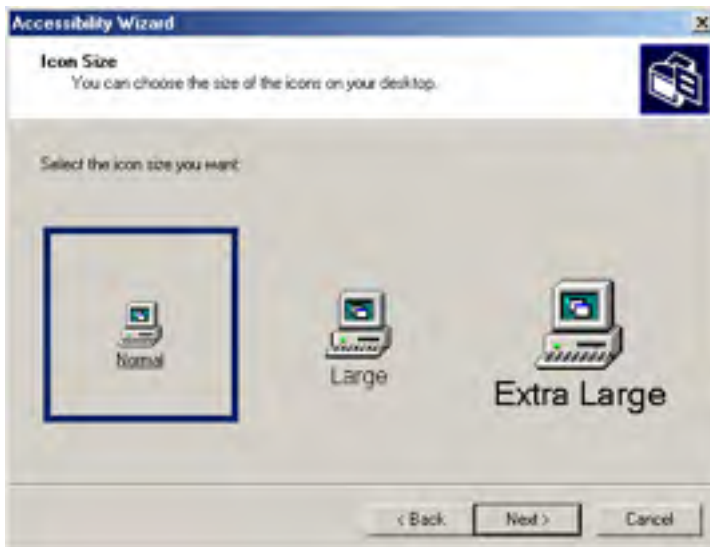 Accessibility Wizard
Icon Size
You can choose the size of the icons on your desktop.
Select the icon size you want:
Normal
Large
Extra Large
< Back
Next >
Cancel